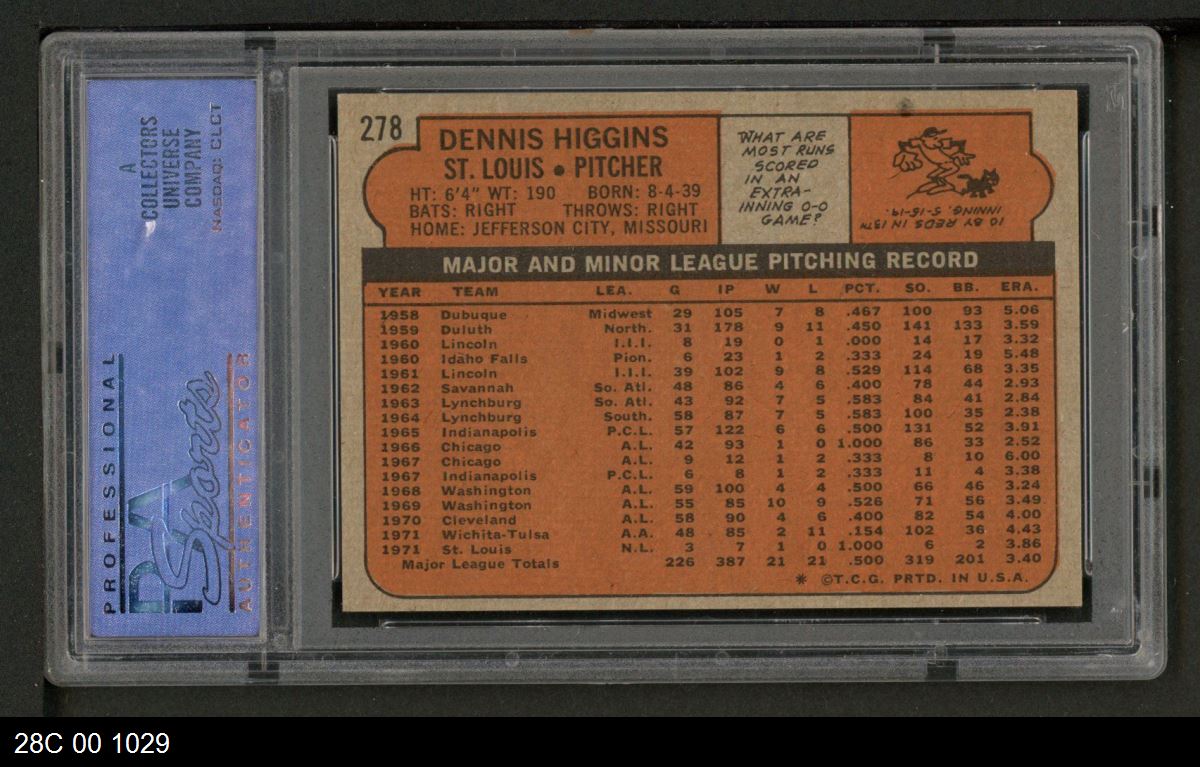 A
COLLECTORS
UNIVERSE
COMPANY
NASDAQ: CLCT
PROFESSIONAL
PSA
Sports
AUTHENTICATOR
278
DENNIS HIGGINS
ST. LOUIS • PITCHER
HT: 6'4" WT: 190 BORN: 8-4-39
BATS: RIGHT THROWS: RIGHT
HOME: JEFFERSON CITY, MISSOURI
WHAT ARE
MOST RUNS
SCORED
IN AN
EXTRA-
INNING 0-0
GAME?
10 BY REDS IN 13TH
INNING, 5-15-19.
MAJOR AND MINOR LEAGUE PITCHING RECORD
YEAR TEAM LEA. G IP W L PCT. SO. BB. ERA.
1958 Dubuque Midwest 29 105 7 8 .467 100 93 5.06
1959 Duluth North. 31 178 9 11 .450 141 133 3.59
1960 Lincoln I.I.I. 8 19 0 1 .000 14 17 3.32
1960 Idaho Falls Pion. 6 23 1 2 .333 24 19 5.48
1961 Lincoln I.I.I. 39 102 9 8 .529 114 68 3.35
1962 Savannah So. Atl. 48 86 4 6 .400 78 44 2.93
1963 Lynchburg So. Atl. 43 92 7 5 .583 84 41 2.84
1964 Lynchburg South. 58 87 7 5 .583 100 35 2.38
1965 Indianapolis P.C.L. 57 122 6 6 .500 131 52 3.91
1966 Chicago A.L. 42 93 1 0 1.000 86 33 2.52
1967 Chicago A.L. 9 12 1 2 .333 8 10 6.00
1967 Indianapolis P.C.L. 6 8 1 2 .333 11 4 3.38
1968 Washington A.L. 59 100 4 4 .500 66 46 3.24
1969 Washington A.L. 55 85 10 9 .526 71 56 3.49
1970 Cleveland A.L. 58 90 4 6 .400 82 54 4.00
1971 Wichita-Tulsa A.A. 48 85 2 11 .154 102 36 4.43
1971 St. Louis N.L. 3 7 1 0 1.000 6 2 3.86
Major League Totals 226 387 21 21 .500 319 201 3.40
* ©T.C.G. PRTD. IN U.S.A.
28C 00 1029